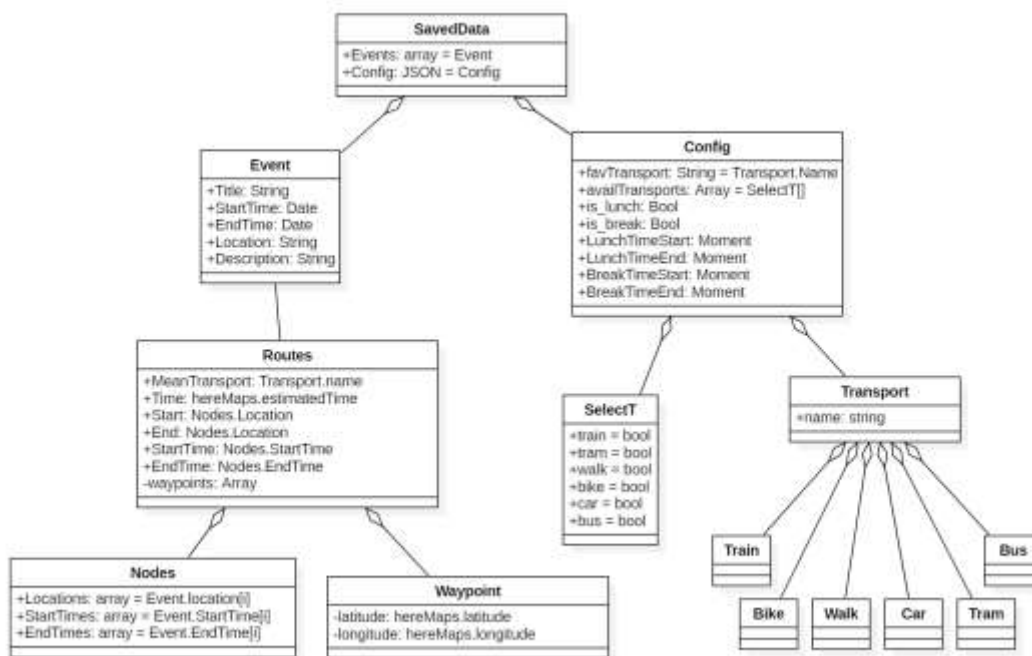 SavedData
+Events: array = Event
+Config: JSON = Config
Event
+Title: String
+StartTime: Date
+EndTime: Date
+Location: String
+Description: String
Config
+favTransport: String = Transport.Name
+availTransports: Array = SelectT[]
+is_lunch: Bool
+is_break: Bool
+LunchTimeStart: Moment
+LunchTimeEnd: Moment
+BreakTimeStart: Moment
+BreakTimeEnd: Moment
Routes
+MeanTransport: Transport.name
+Time: hereMaps.estimatedTime
+Start: Nodes.Location
+End: Nodes.Location
+StartTime: Nodes.StartTime
+EndTime: Nodes.EndTime
-waypoints: Array
SelectT
+train = bool
+tram = bool
+walk = bool
+bike = bool
+car = bool
+bus = bool
Transport
+name: string
Train
Bus
Bike
Walk
Car
Tram
Nodes
+Locations: array = Event.location[i]
+StartTimes: array = Event.StartTime[i]
+EndTimes: array = Event.EndTime[i]
Waypoint
-latitude: hereMaps.latitude
-longitude: hereMaps.longitude